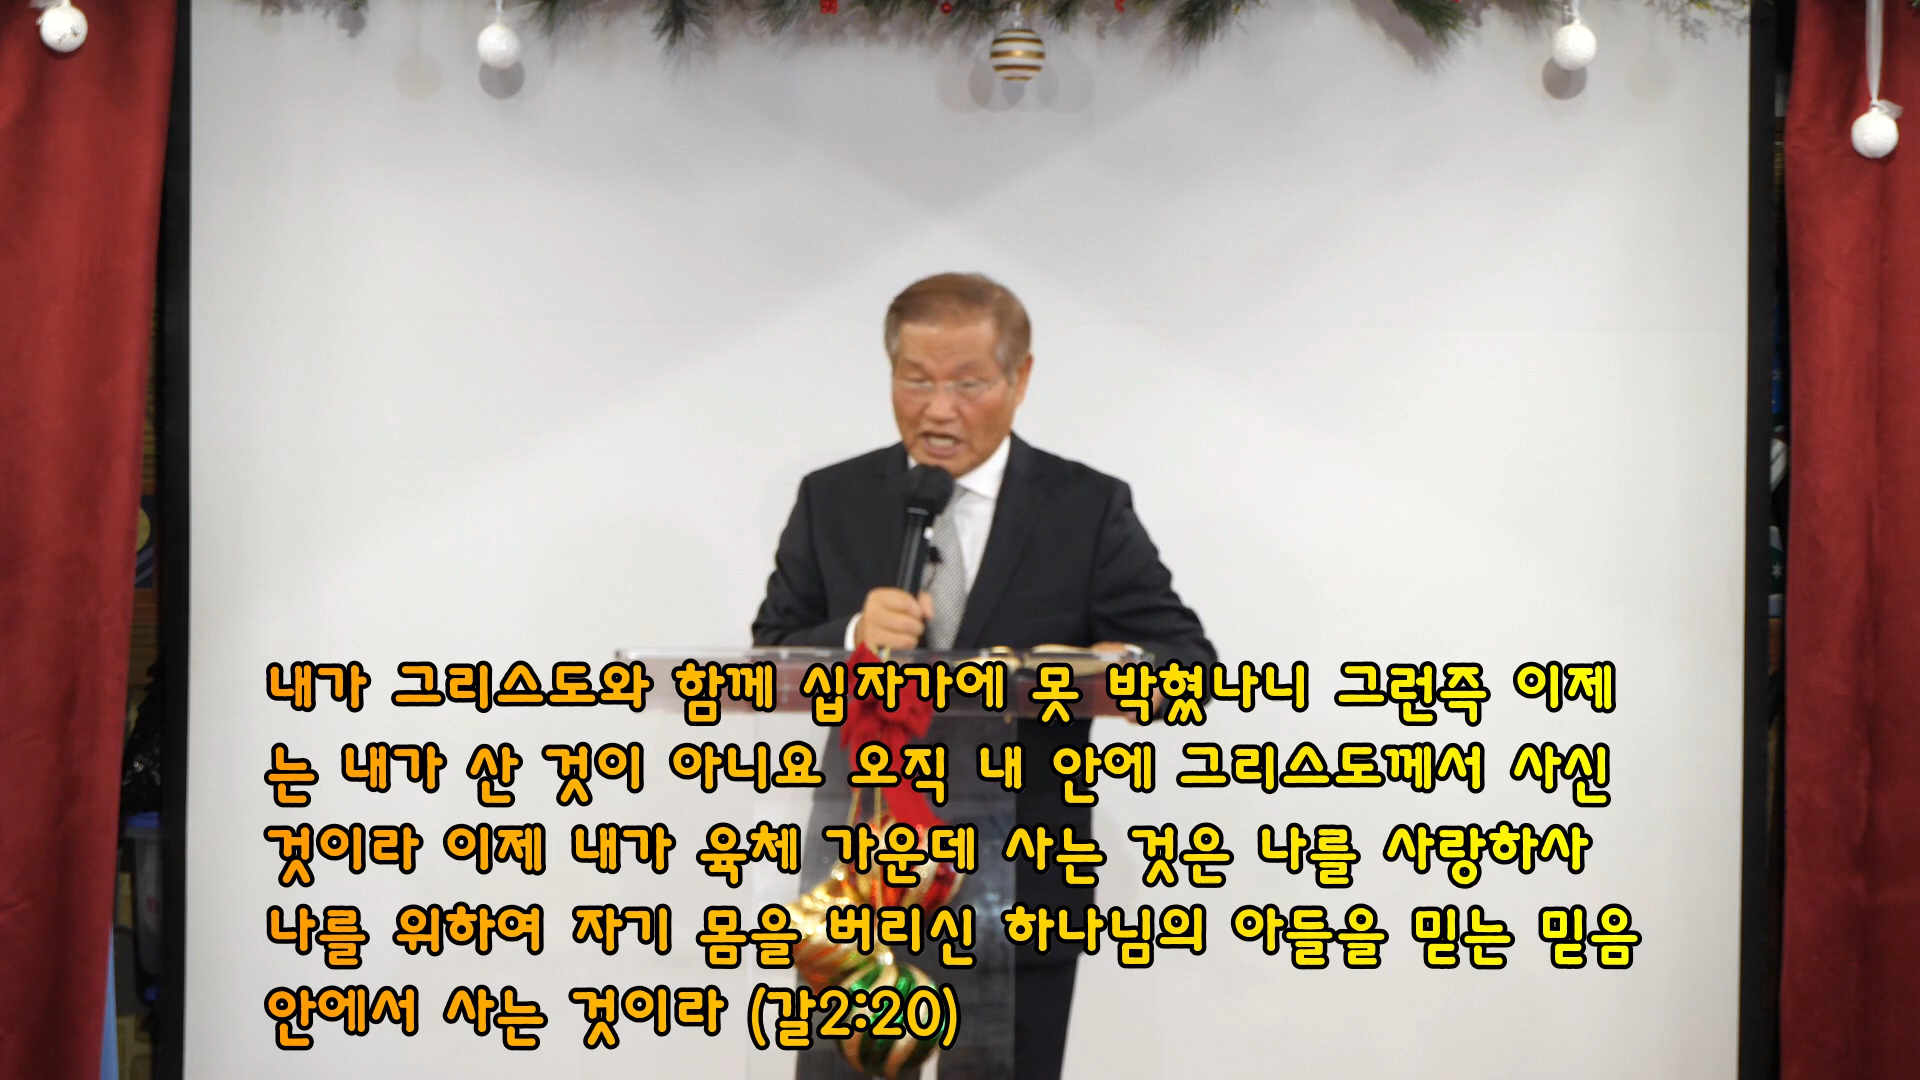 내가 그리스도와 함께 십자가에 못 박혔나니 그런즉 이제
는 내가 산 것이 아니요 오직 내 안에 그리스도께서 사신
것이라 이제 내가 육체 가운데 사는 것은 나를 사랑하사
나를 위하여 자기 몸을 버리신 하나님의 아들을 믿는 믿음
안에서 사는 것이라 (갈2:20)